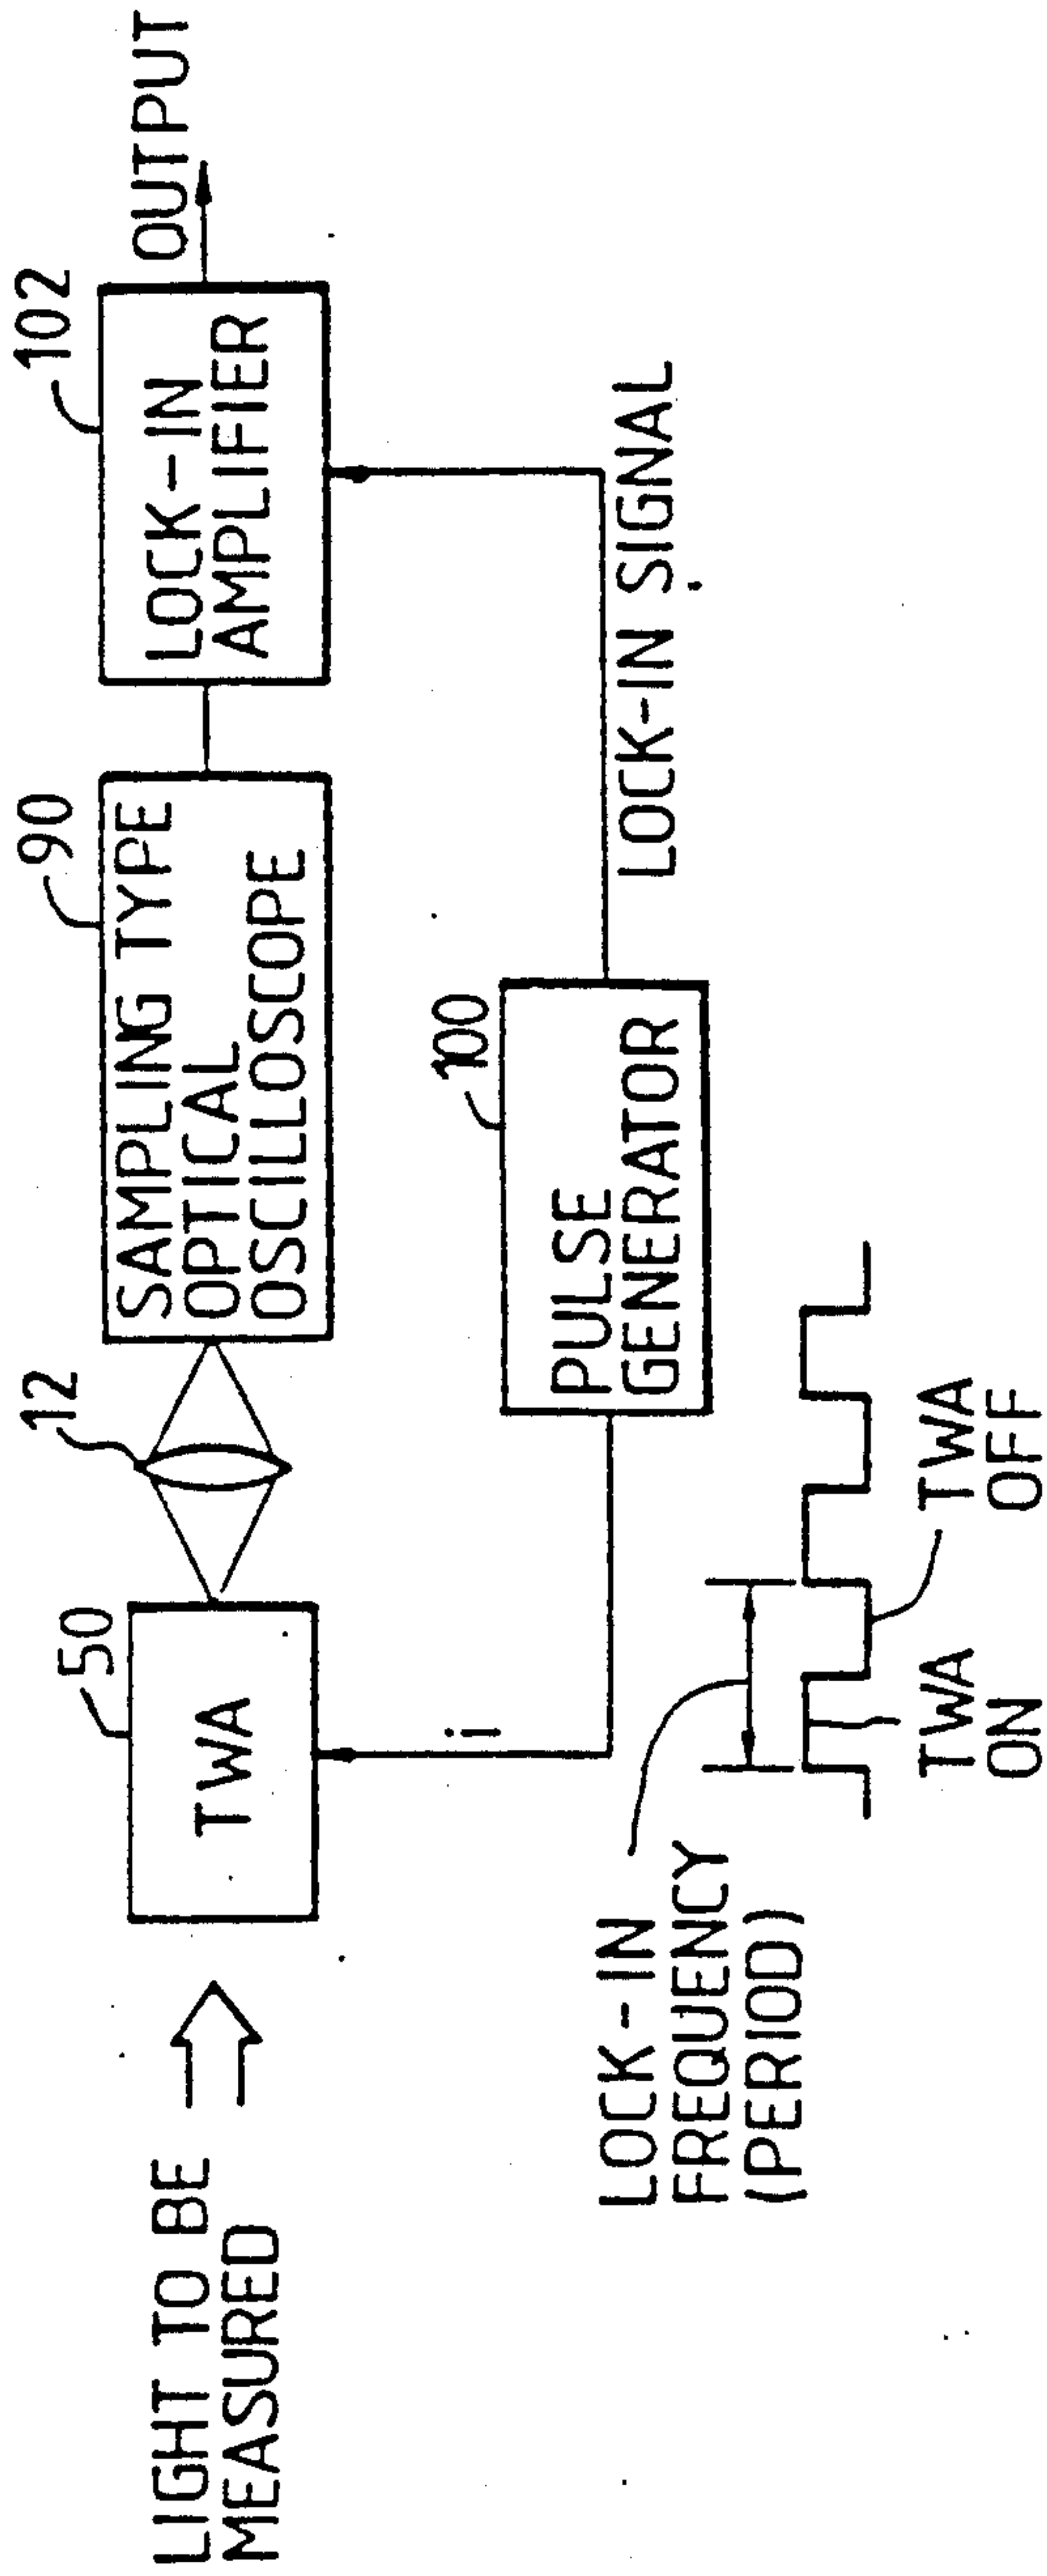 LIGHT TO BE
MEASURED
50
TWA
12
90
SAMPLING TYPE
OPTICAL
OSCILLOSCOPE
102
LOCK-IN
AMPLIFIER
OUTPUT
i
100
PULSE
GENERATOR
LOCK-IN SIGNAL
LOCK-IN
FREQUENCY
(PERIOD)
TWA
ON
TWA
OFF